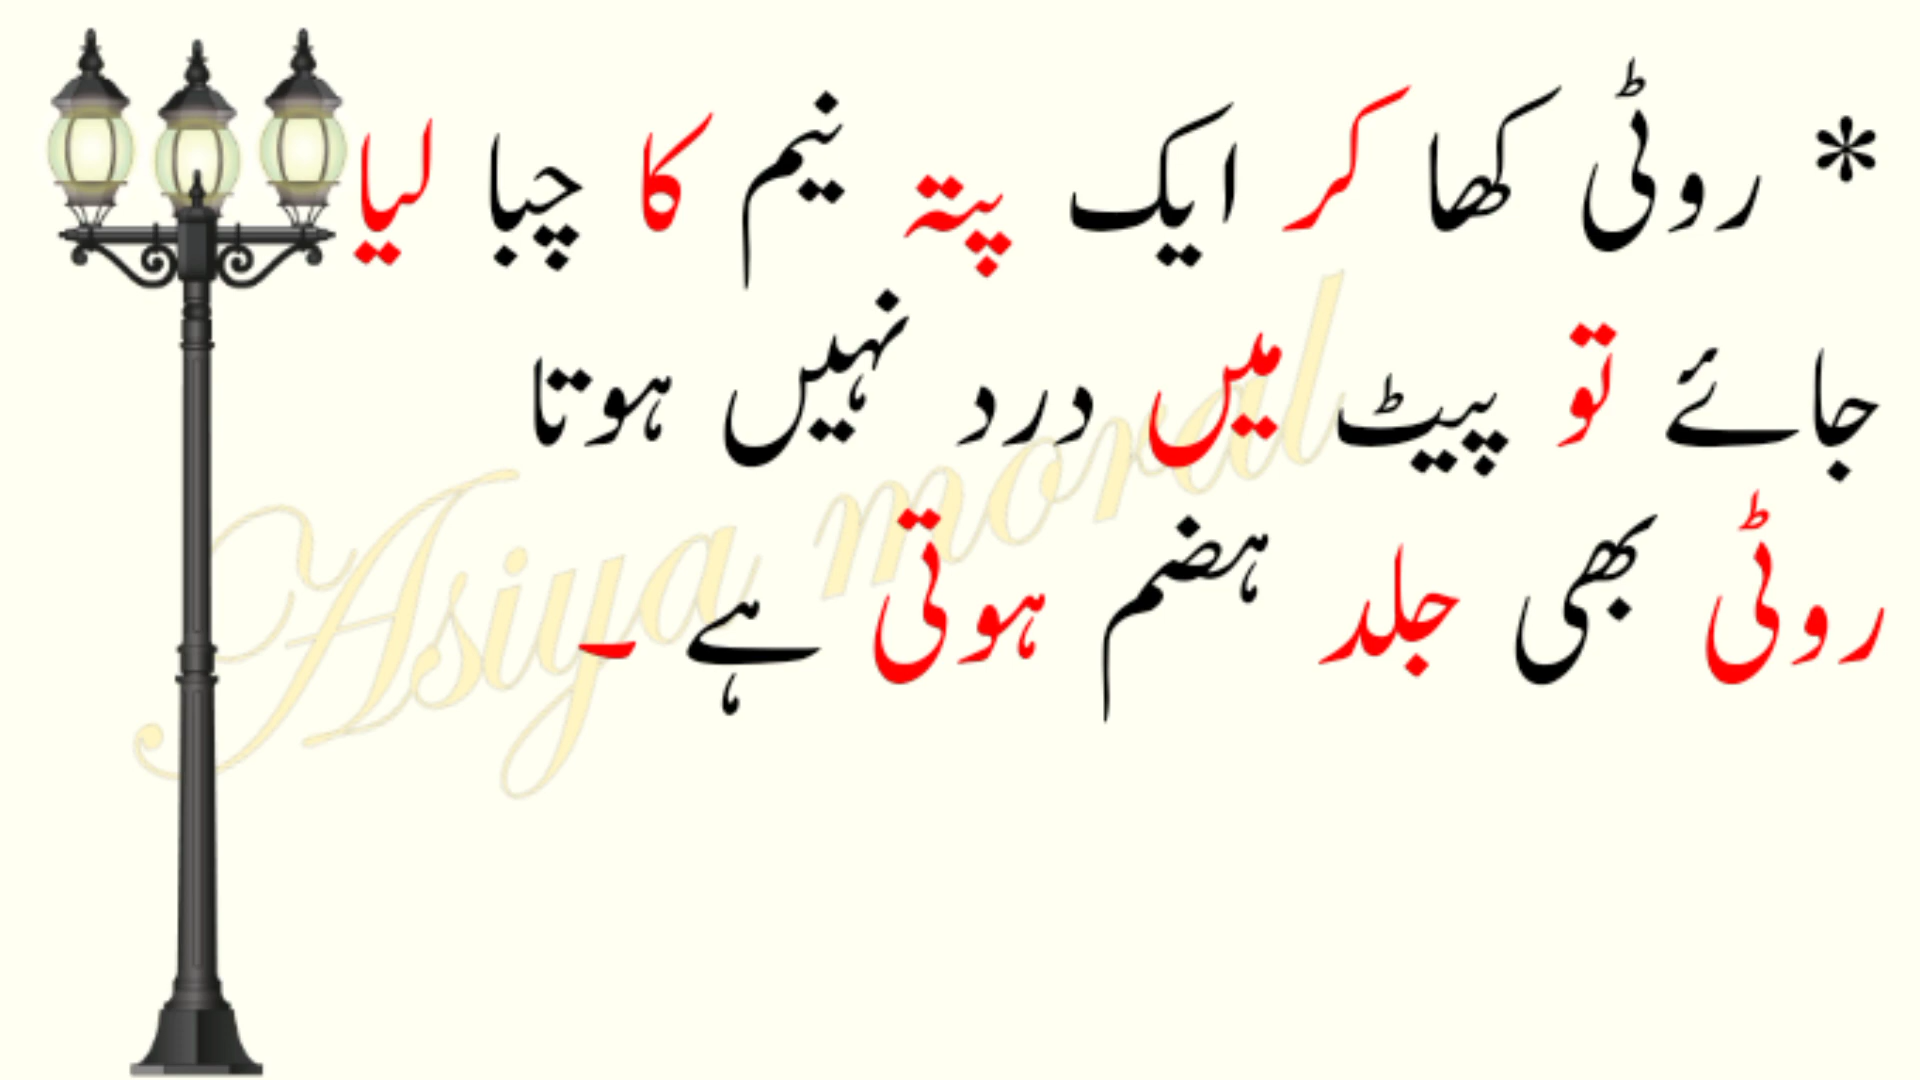 * روٹی کھا کر ایک پتہ نیم کا چبا لیا
جائے تو پیٹ میں درد نہیں ہوتا
روٹی بھی جلد ہضم ہوتی ہے ۔
Asiya moral